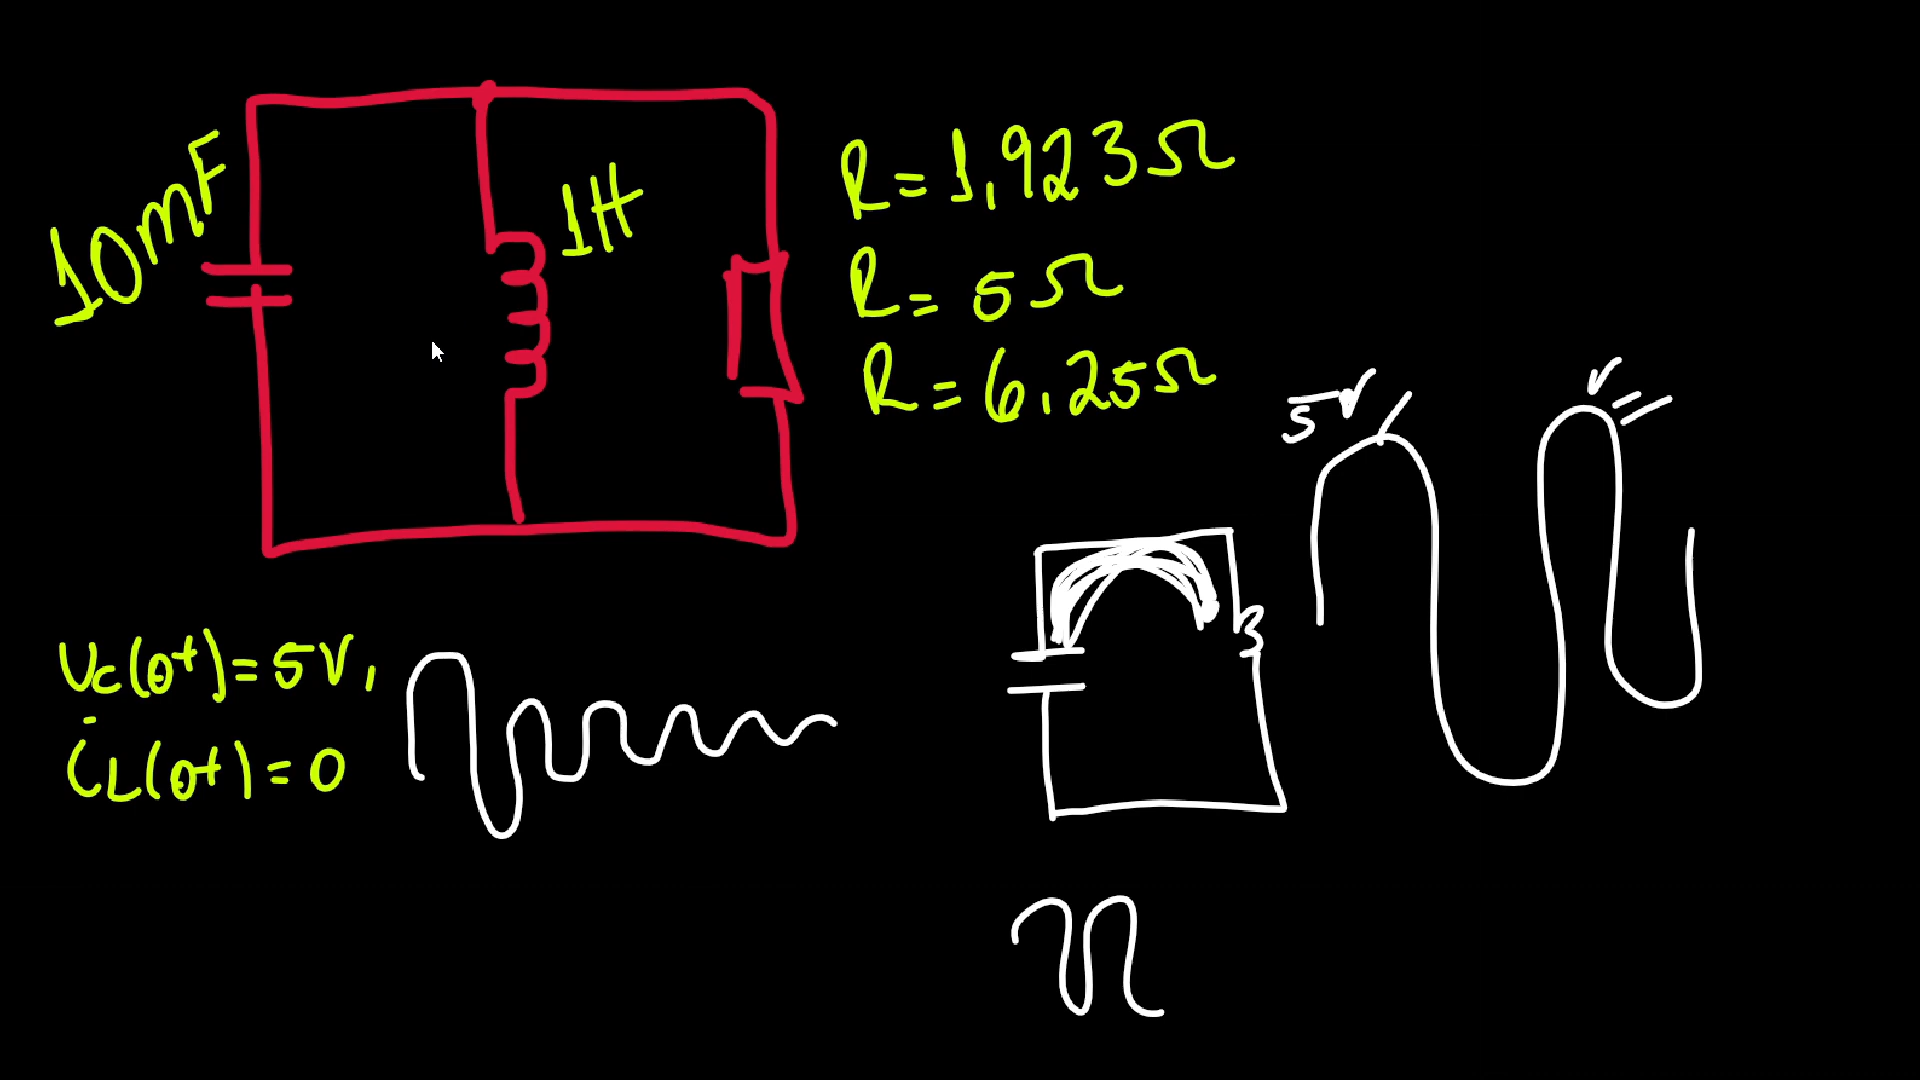 10mF
1H
R=1,923Ω
R=5Ω
R=6,25Ω
5V
V
Vc(0+)=5V,
iL(0+)=0